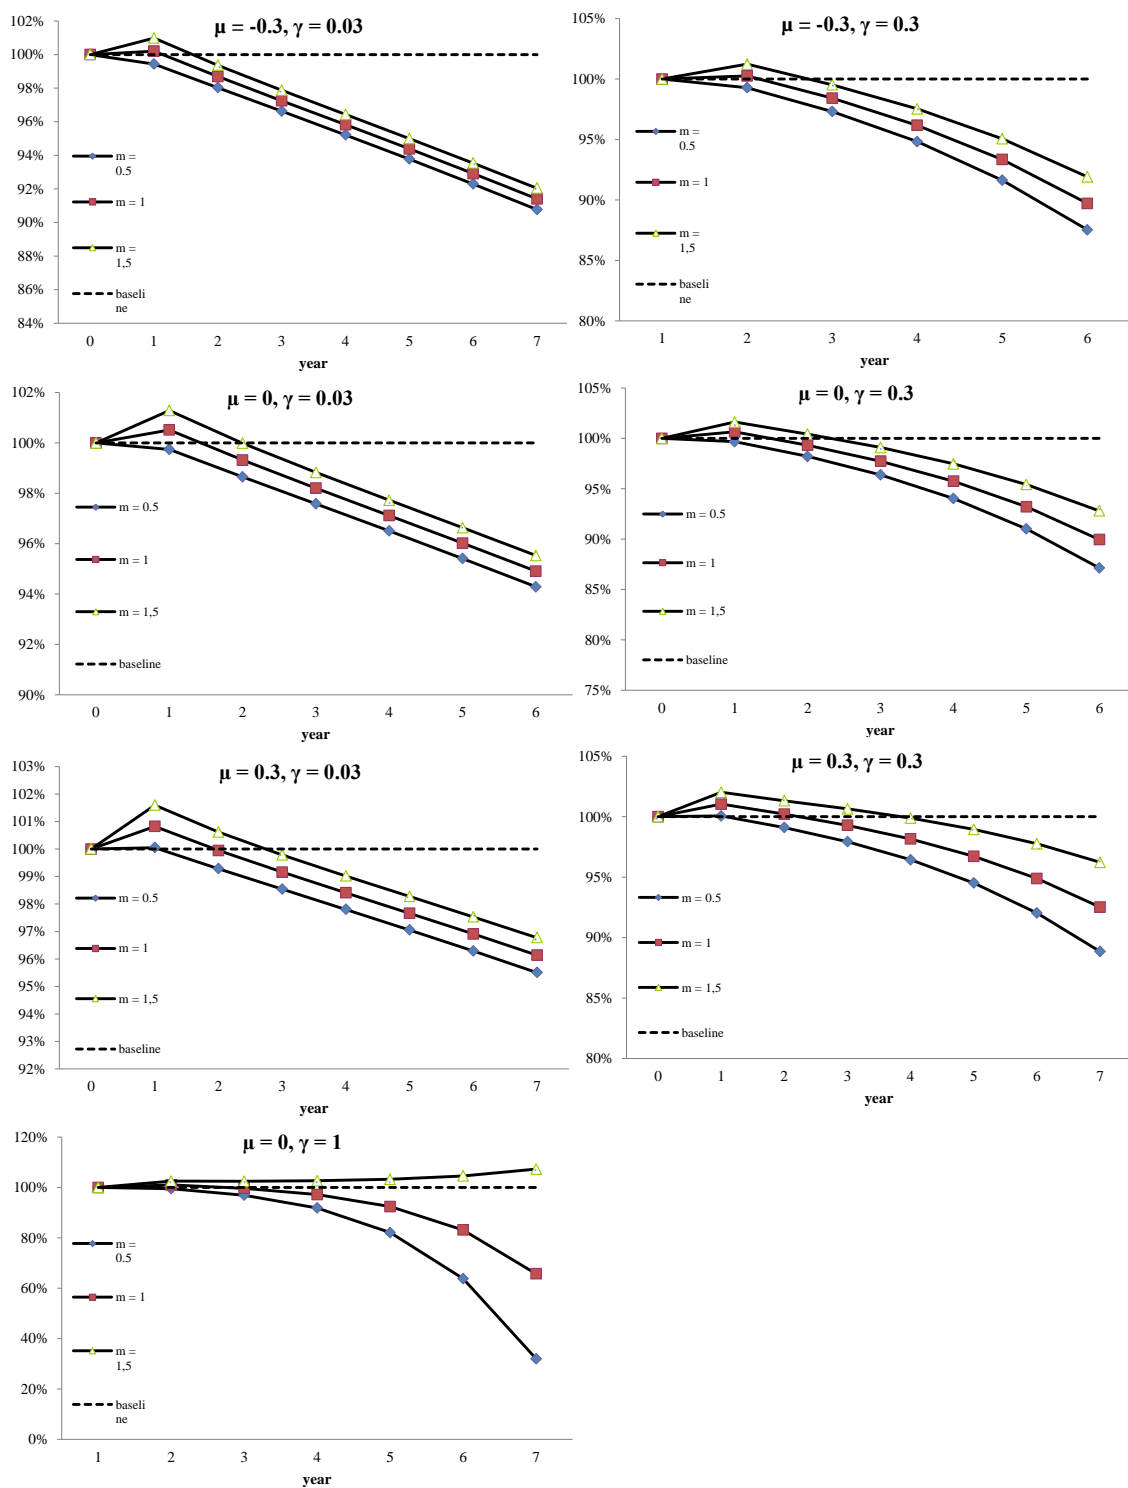 μ = -0.3, γ = 0.03
102%
100%
98%
96%
94%
92%
90%
88%
86%
84%
m =
0.5
m = 1
m =
1,5
baseli
ne
0 1 2 3 4 5 6 7
year
μ = -0.3, γ = 0.3
105%
100%
95%
90%
85%
80%
m =
0.5
m = 1
m =
1,5
baseli
ne
1 2 3 4 5 6
year
μ = 0, γ = 0.03
102%
100%
98%
96%
94%
92%
90%
m = 0.5
m = 1
m = 1,5
baseline
0 1 2 3 4 5 6
year
μ = 0, γ = 0.3
105%
100%
95%
90%
85%
80%
75%
m = 0.5
m = 1
m = 1,5
baseline
0 1 2 3 4 5 6
year
μ = 0.3, γ = 0.03
103%
102%
101%
100%
99%
98%
97%
96%
95%
94%
93%
92%
m = 0.5
m = 1
m = 1,5
baseline
0 1 2 3 4 5 6 7
year
μ = 0.3, γ = 0.3
105%
100%
95%
90%
85%
80%
m = 0.5
m = 1
m = 1,5
baseline
0 1 2 3 4 5 6 7
year
μ = 0, γ = 1
120%
100%
80%
60%
40%
20%
0%
m =
0.5
m = 1
m =
1,5
baseli
ne
1 2 3 4 5 6 7
year